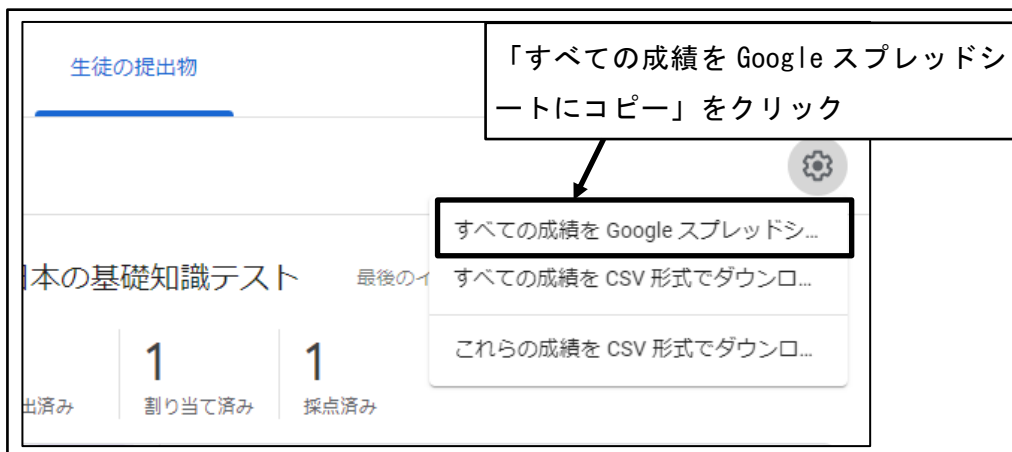 生徒の提出物
「すべての成績を Google スプレッドシ
ートにコピー」をクリック
すべての成績を Google スプレッドシ...
日本の基礎知識テスト
最後のイ
すべての成績を CSV 形式でダウンロ...
これらの成績を CSV 形式でダウンロ...
1
1
出済み
割り当て済み
採点済み